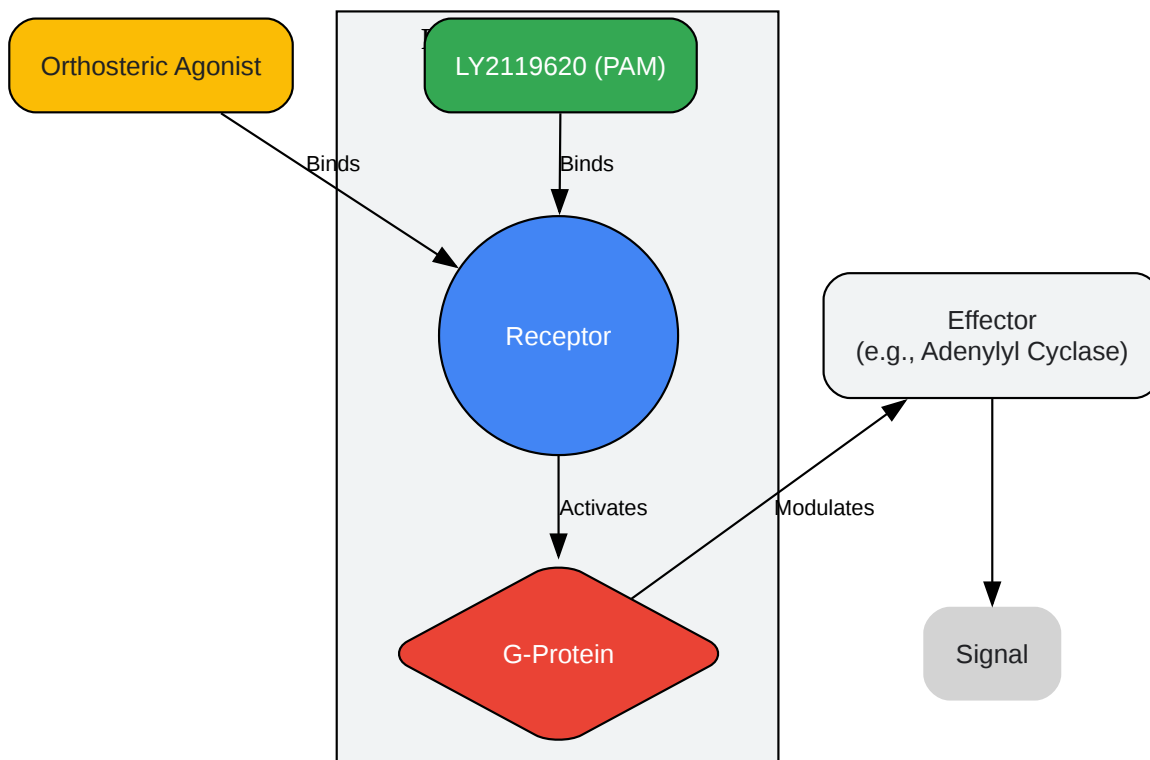 Orthosteric Agonist
LY2119620 (PAM)
Binds
Binds
Receptor
Effector
(e.g., Adenylyl Cyclase)
Activates
Modulates
G-Protein
Signal